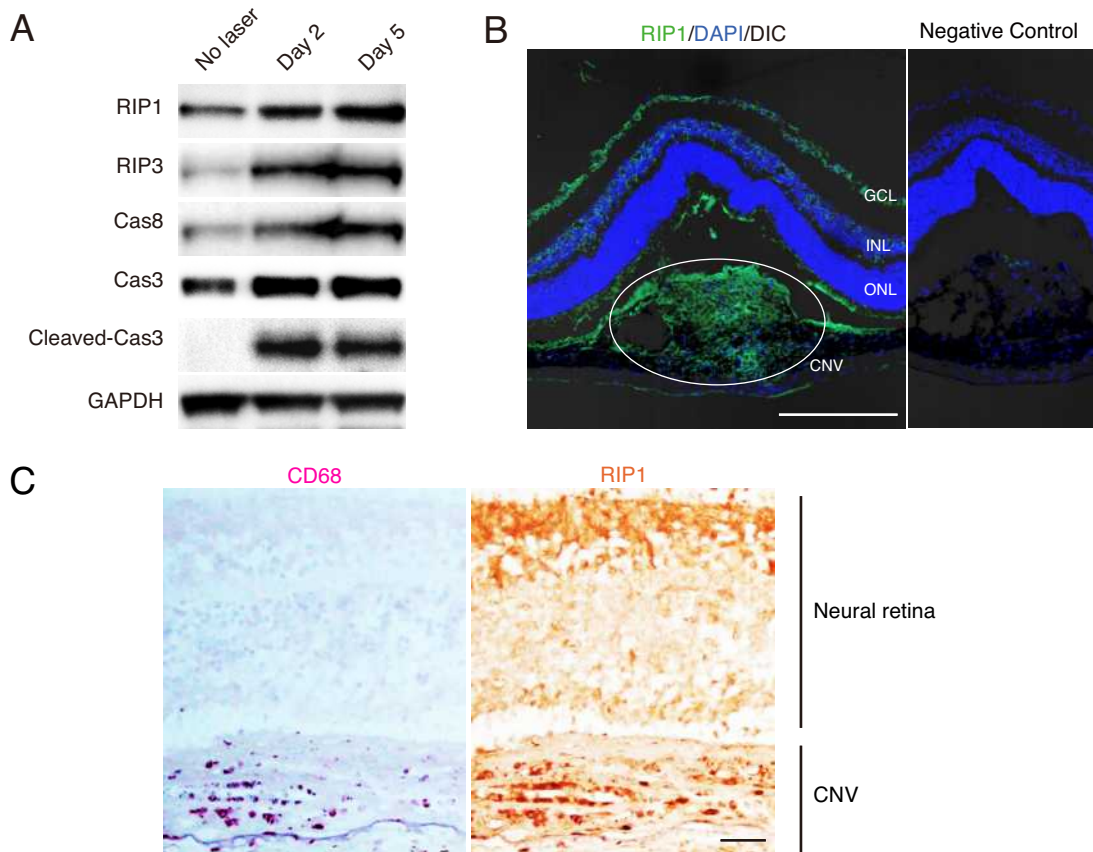 A
No laser
Day 2
Day 5
RIP1
RIP3
Cas8
Cas3
Cleaved-Cas3
GAPDH
B
RIP1/DAPI/DIC
Negative Control
GCL
INL
ONL
CNV
C
CD68
RIP1
Neural retina
CNV